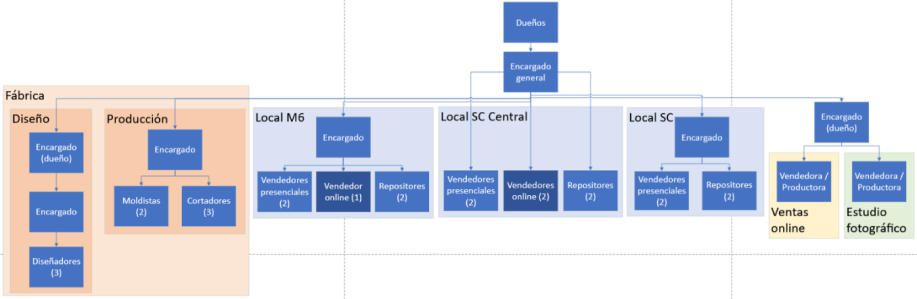 Dueños
Encargado
general
Fábrica
Diseño
Encargado
(dueño)
Encargado
Diseñadores
(3)
Producción
Encargado
Moldistas
(2)
Cortadores
(3)
Local M6
Encargado
Vendedores
presenciales
(2)
Vendedor
online (1)
Repositores
(2)
Local SC Central
Vendedores
presenciales
(2)
Vendedores
online (2)
Repositores
(2)
Local SC
Encargado
Vendedores
presenciales
(2)
Repositores
(2)
Encargado
(dueño)
Vendedora /
Productora
Ventas
online
Vendedora /
Productora
Estudio
fotográfico